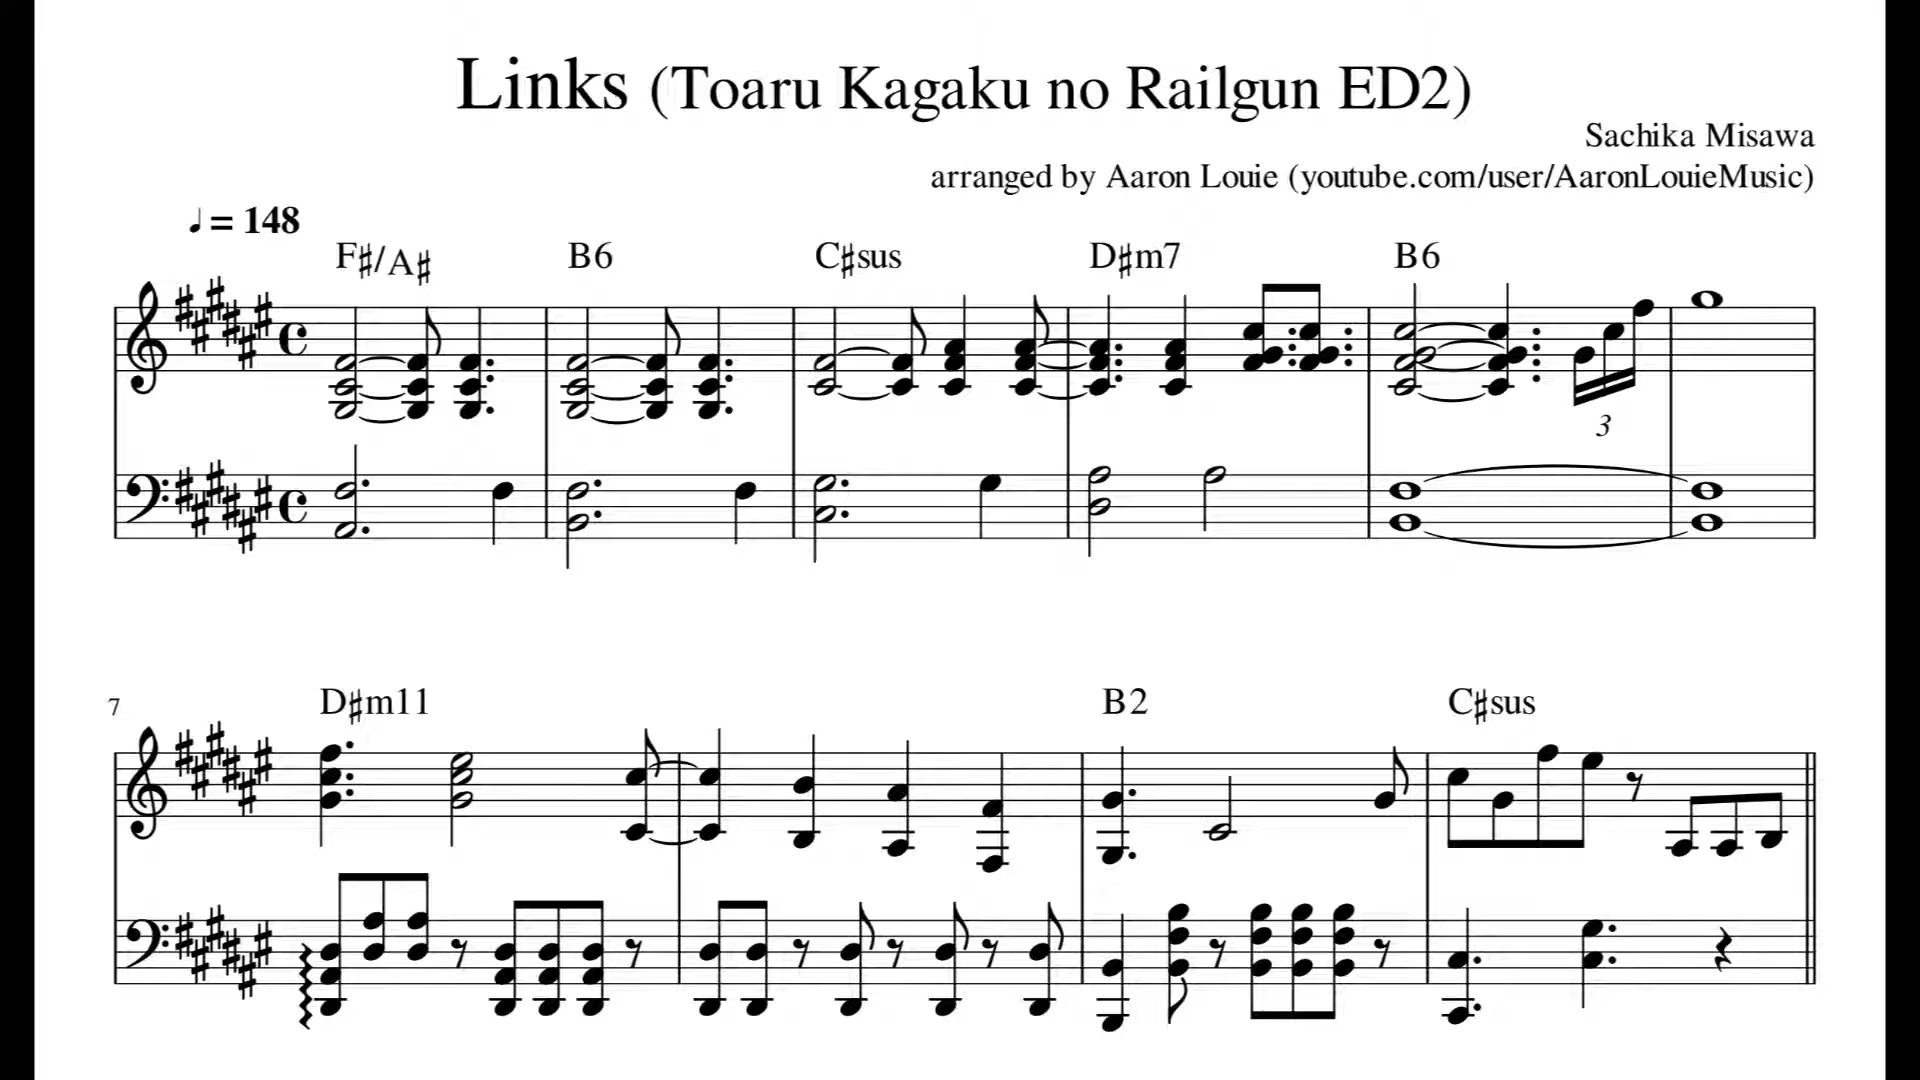 Links (Toaru Kagaku no Railgun ED2)
Sachika Misawa
arranged by Aaron Louie (youtube.com/user/AaronLouieMusic)
♩ = 148
F♯/A♯ B6 C♯sus D♯m7 B6
3
7
D♯m11 B2 C♯sus